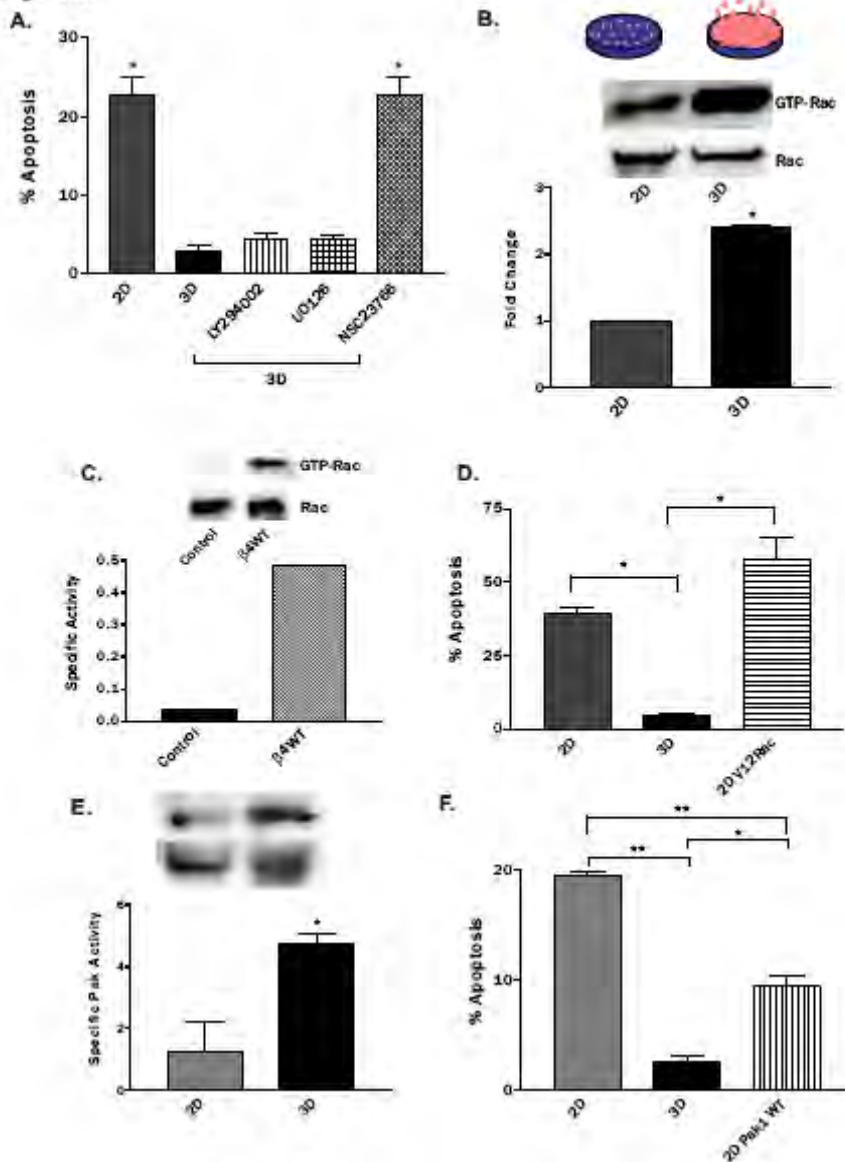 A.
30
20
10
0
% Apoptosis
*
*
2D
3D
LY294002
UO126
NSC23766
3D
B.
GTP-Rac
Rac
2D
3D
3
2
1
0
Fold Change
*
2D
3D
C.
GTP-Rac
Rac
Control
β4WT
0.5
0.4
0.3
0.2
0.1
0.0
Specific Activity
Control
β4WT
D.
75
50
25
0
% Apoptosis
*
*
2D
3D
2D V12Rac
E.
6
4
2
0
Specific Pak Activity
*
2D
3D
F.
20
10
0
% Apoptosis
**
**
*
2D
3D
2D Pak1 WT